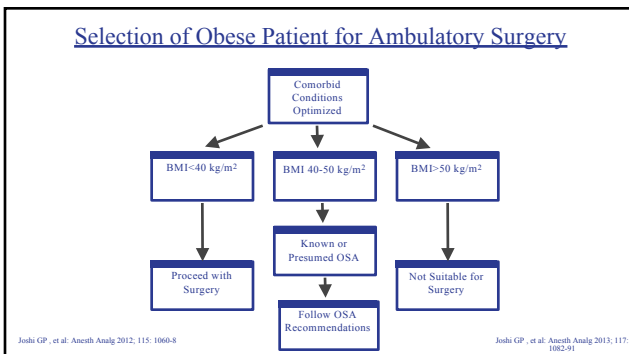 Selection of Obese Patient for Ambulatory Surgery
Comorbid
Conditions
Optimized
BMI<40 kg/m²
BMI 40-50 kg/m²
BMI>50 kg/m²
Known or
Presumed OSA
Proceed with
Surgery
Not Suitable for
Surgery
Follow OSA
Recommendations
Joshi GP , et al: Anesth Analg 2012; 115: 1060-8
Joshi GP , et al: Anesth Analg 2013; 117:
1082-91